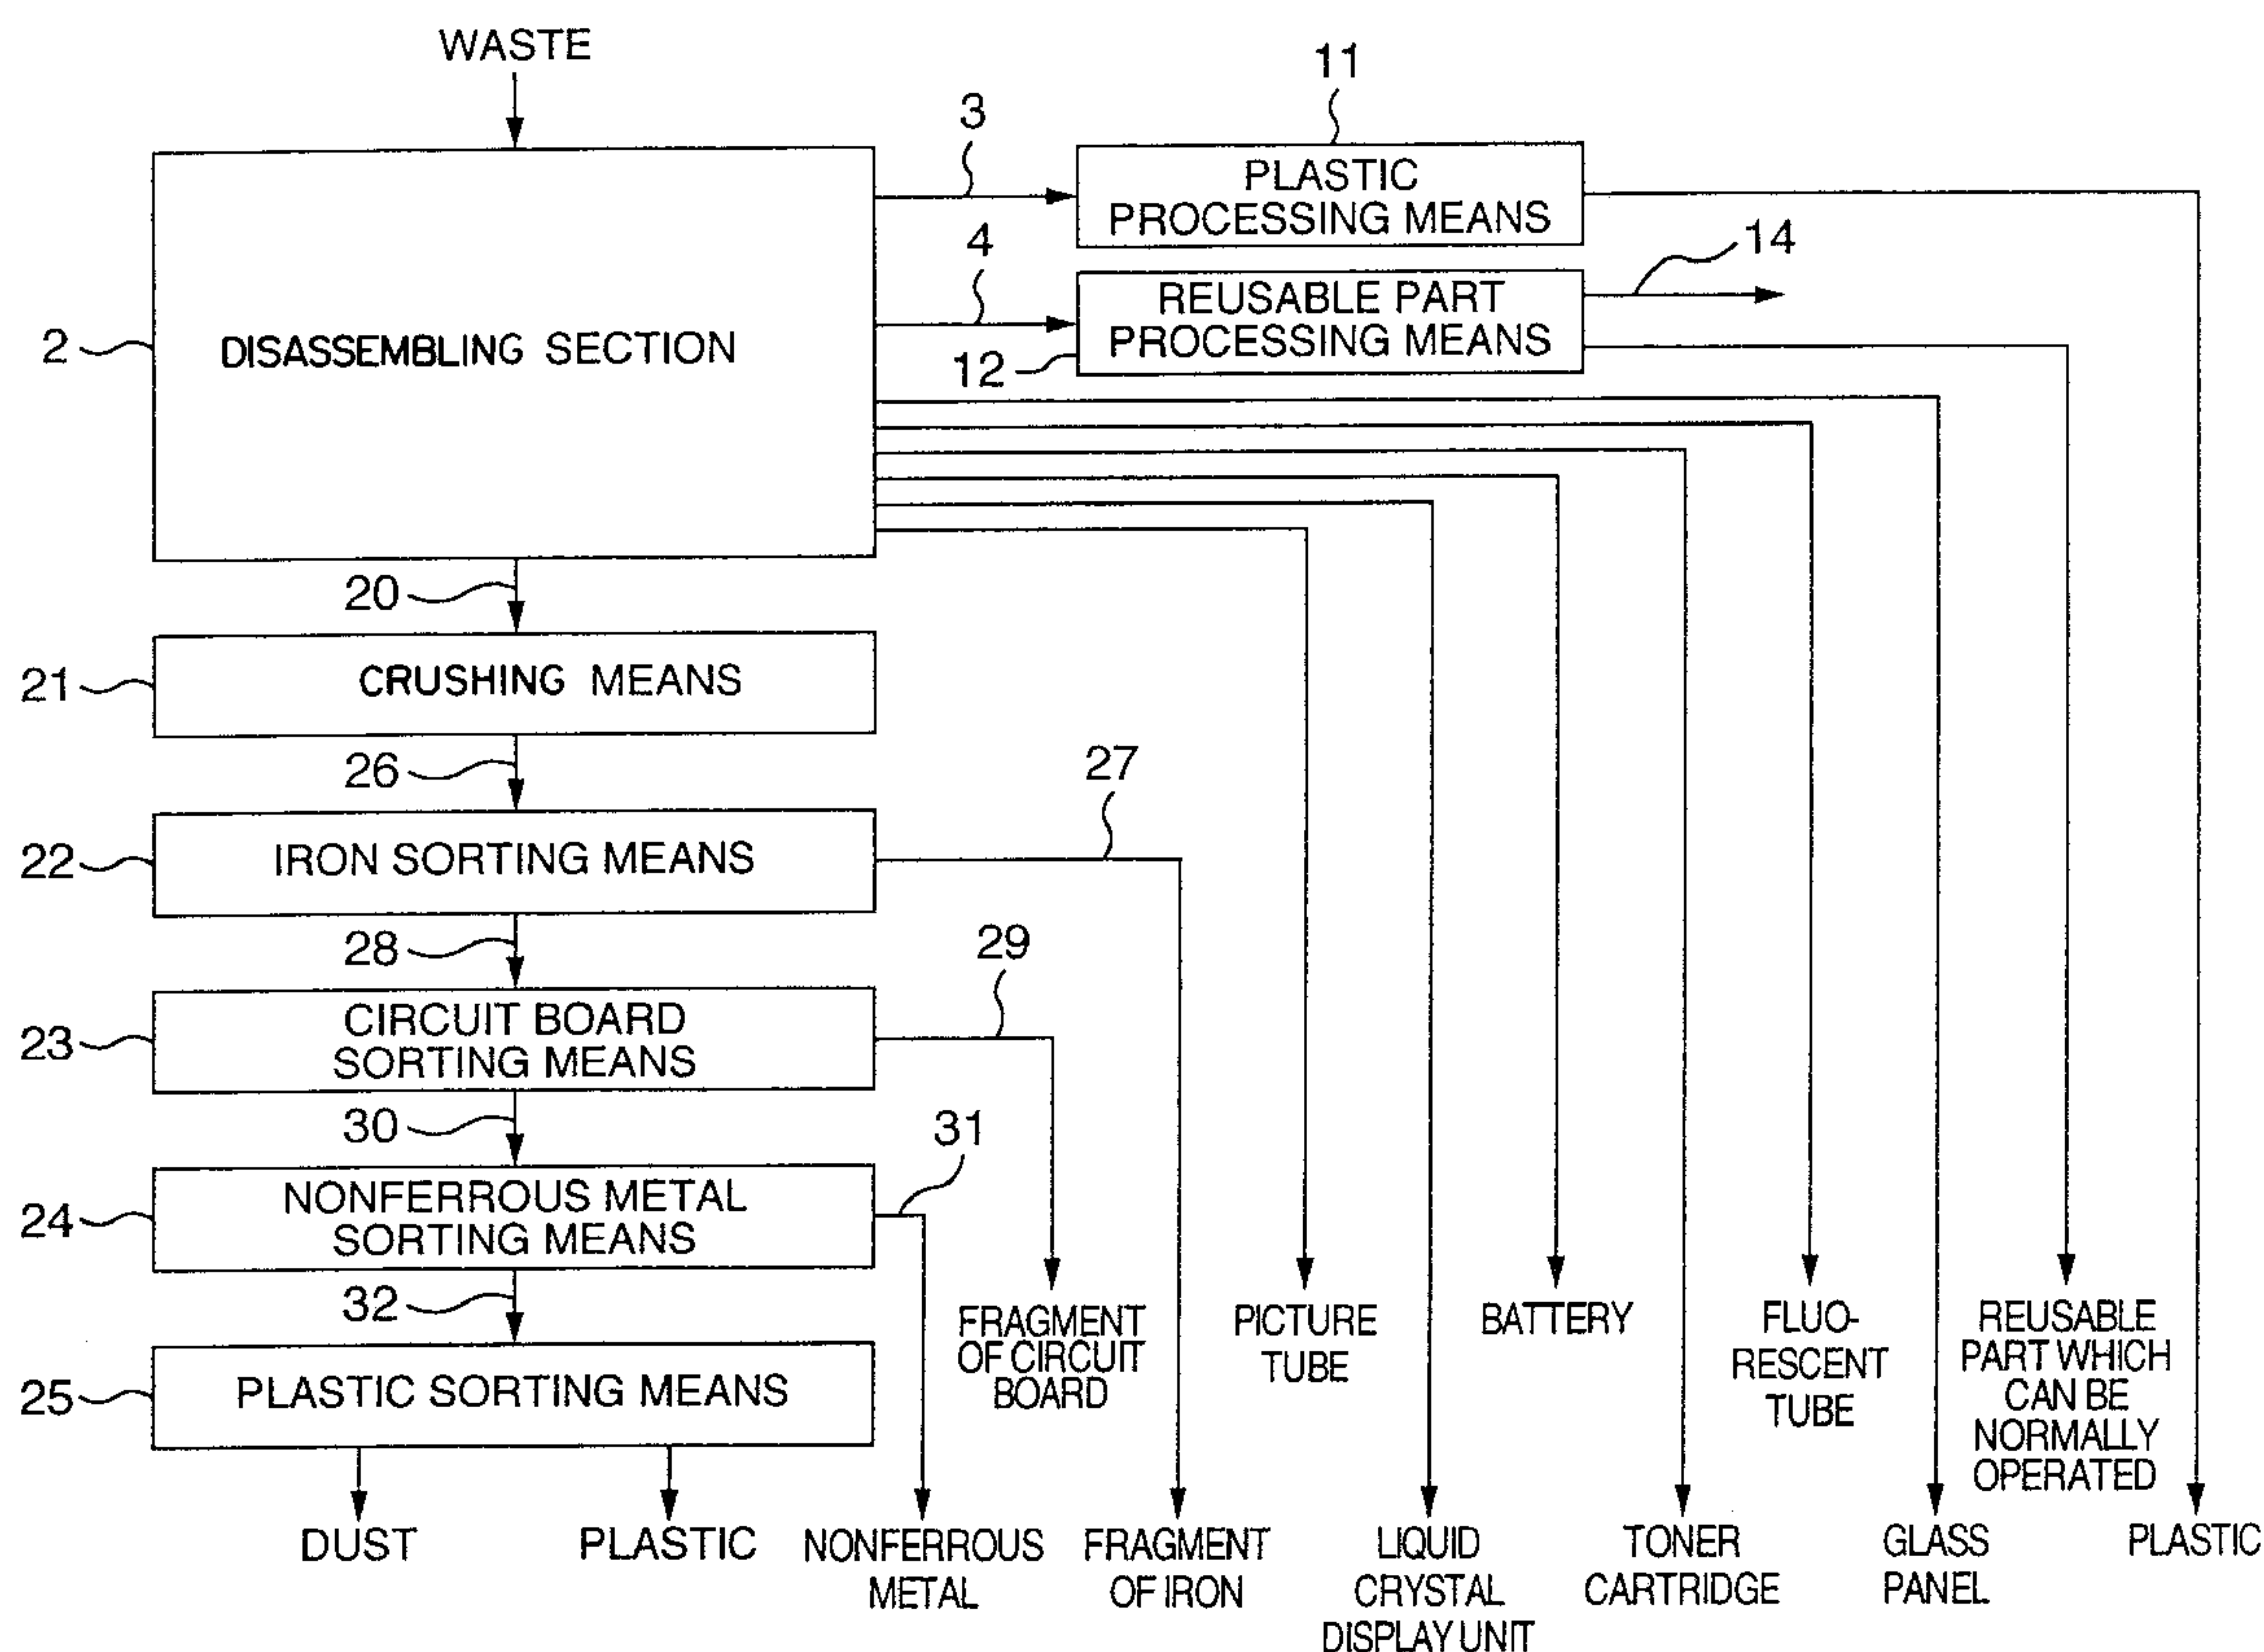 WASTE
11
3
PLASTIC
PROCESSING MEANS
4
14
REUSABLE PART
PROCESSING MEANS
2
DISASSEMBLING SECTION
12
20
21
CRUSHING MEANS
26
27
22
IRON SORTING MEANS
28
29
23
CIRCUIT BOARD
SORTING MEANS
30
31
24
NONFERROUS METAL
SORTING MEANS
32
25
PLASTIC SORTING MEANS
FRAGMENT
OF CIRCUIT
BOARD
PICTURE
TUBE
BATTERY
FLUO-
RESCENT
TUBE
REUSABLE
PART WHICH
CAN BE
NORMALLY
OPERATED
DUST
PLASTIC
NONFERROUS
METAL
FRAGMENT
OF IRON
LIQUID
CRYSTAL
DISPLAY UNIT
TONER
CARTRIDGE
GLASS
PANEL
PLASTIC